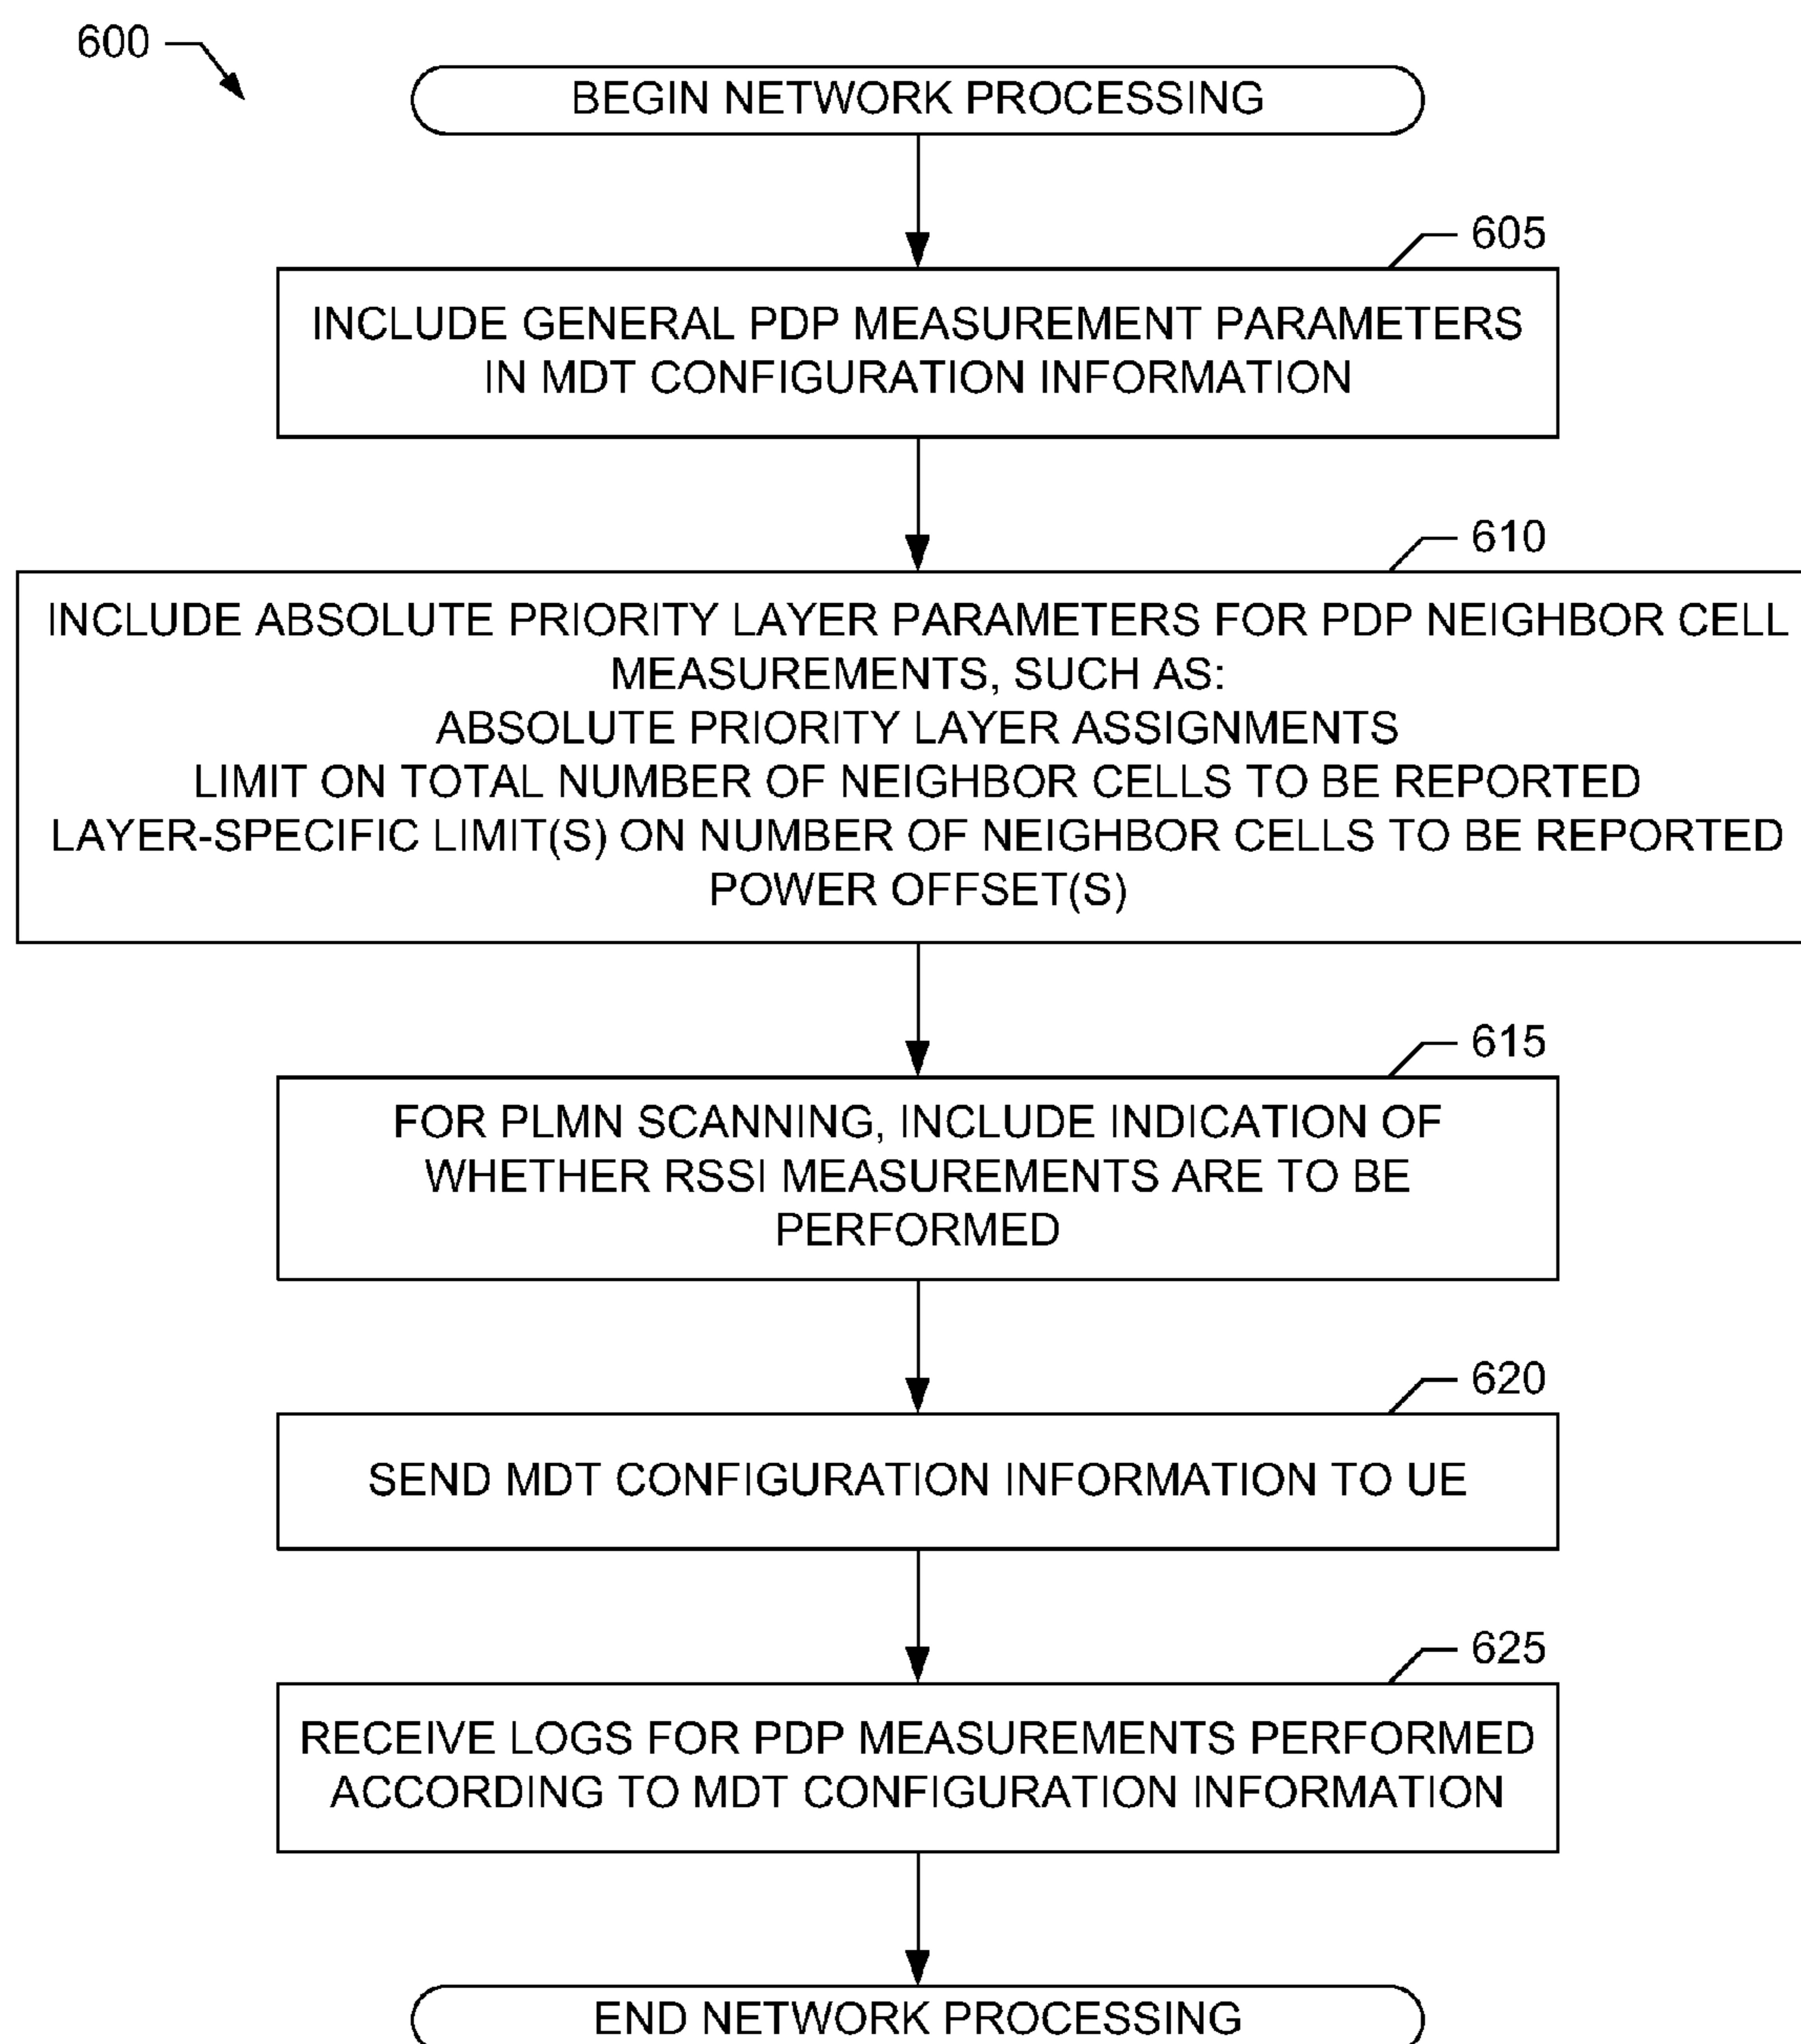 600
BEGIN NETWORK PROCESSING
605
INCLUDE GENERAL PDP MEASUREMENT PARAMETERS
IN MDT CONFIGURATION INFORMATION
610
INCLUDE ABSOLUTE PRIORITY LAYER PARAMETERS FOR PDP NEIGHBOR CELL
MEASUREMENTS, SUCH AS:
ABSOLUTE PRIORITY LAYER ASSIGNMENTS
LIMIT ON TOTAL NUMBER OF NEIGHBOR CELLS TO BE REPORTED
LAYER-SPECIFIC LIMIT(S) ON NUMBER OF NEIGHBOR CELLS TO BE REPORTED
POWER OFFSET(S)
615
FOR PLMN SCANNING, INCLUDE INDICATION OF
WHETHER RSSI MEASUREMENTS ARE TO BE
PERFORMED
620
SEND MDT CONFIGURATION INFORMATION TO UE
625
RECEIVE LOGS FOR PDP MEASUREMENTS PERFORMED
ACCORDING TO MDT CONFIGURATION INFORMATION
END NETWORK PROCESSING